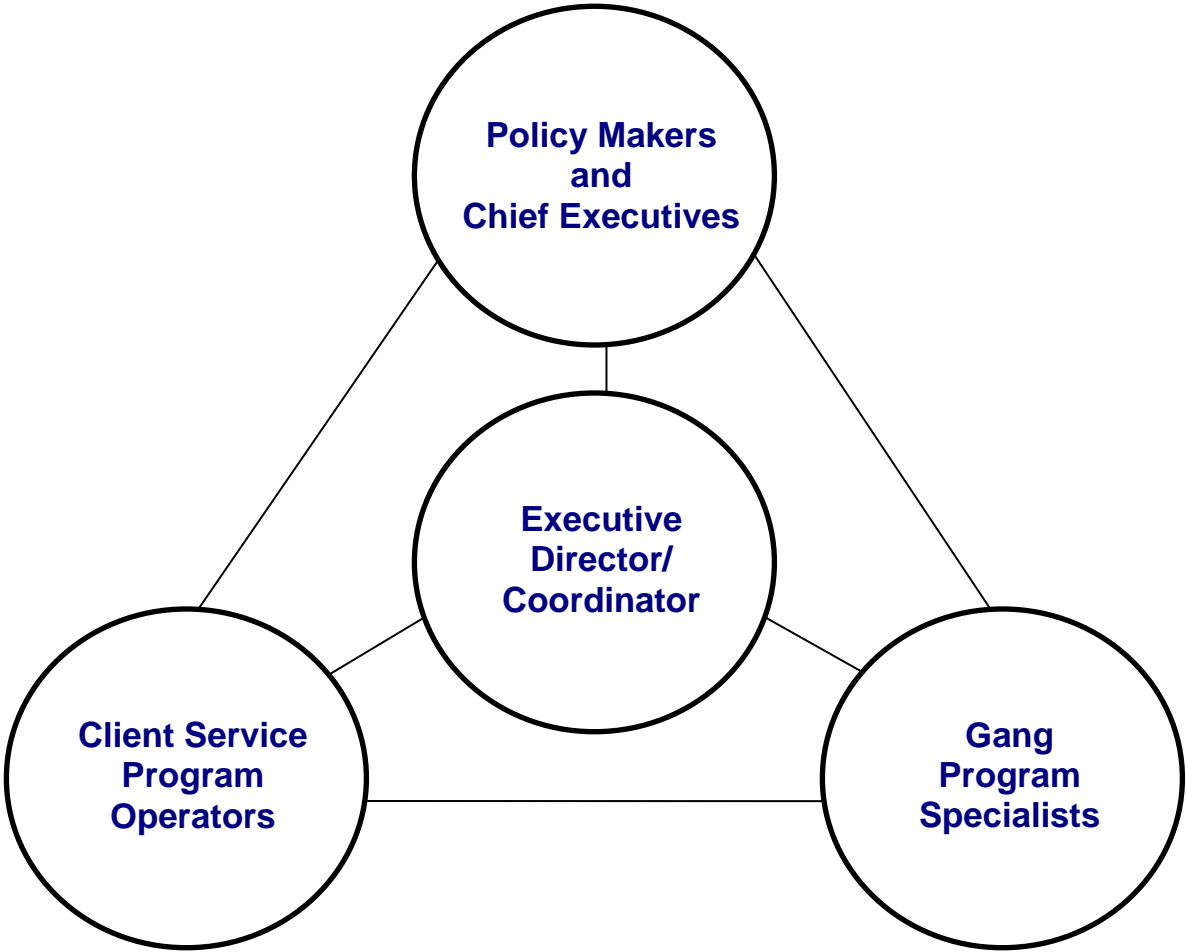 Policy Makers
and
Chief Executives
Executive
Director/
Coordinator
Client Service
Program
Operators
Gang
Program
Specialists